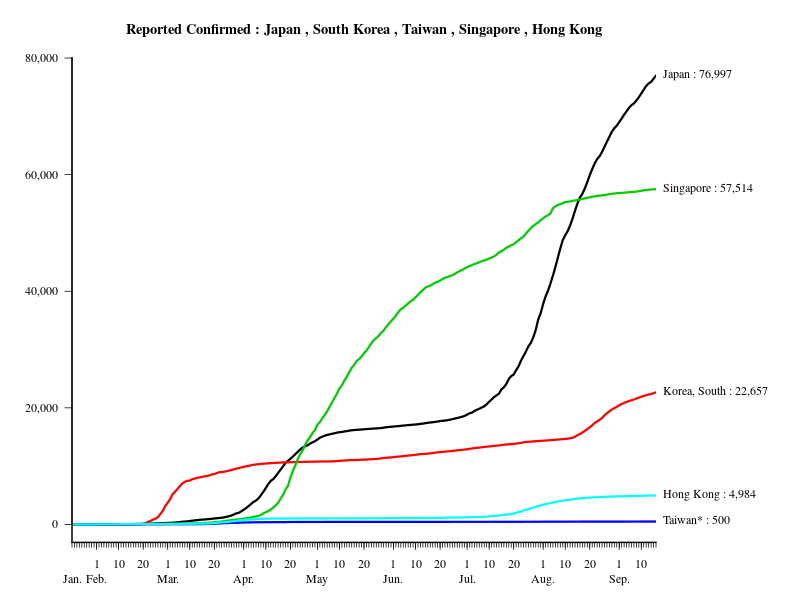 Reported Confirmed : Japan , South Korea , Taiwan , Singapore , Hong Kong
80,000
Japan : 76,997
60,000
Singapore : 57,514
40,000
Korea, South : 22,657
20,000
Hong Kong : 4,984
Taiwan* : 500
0
1 10 20 1 10 20 1 10 20 1 10 20 1 10 20 1 10 20 1 10 20 1 10
Jan. Feb. Mar. Apr. May Jun. Jul. Aug. Sep.